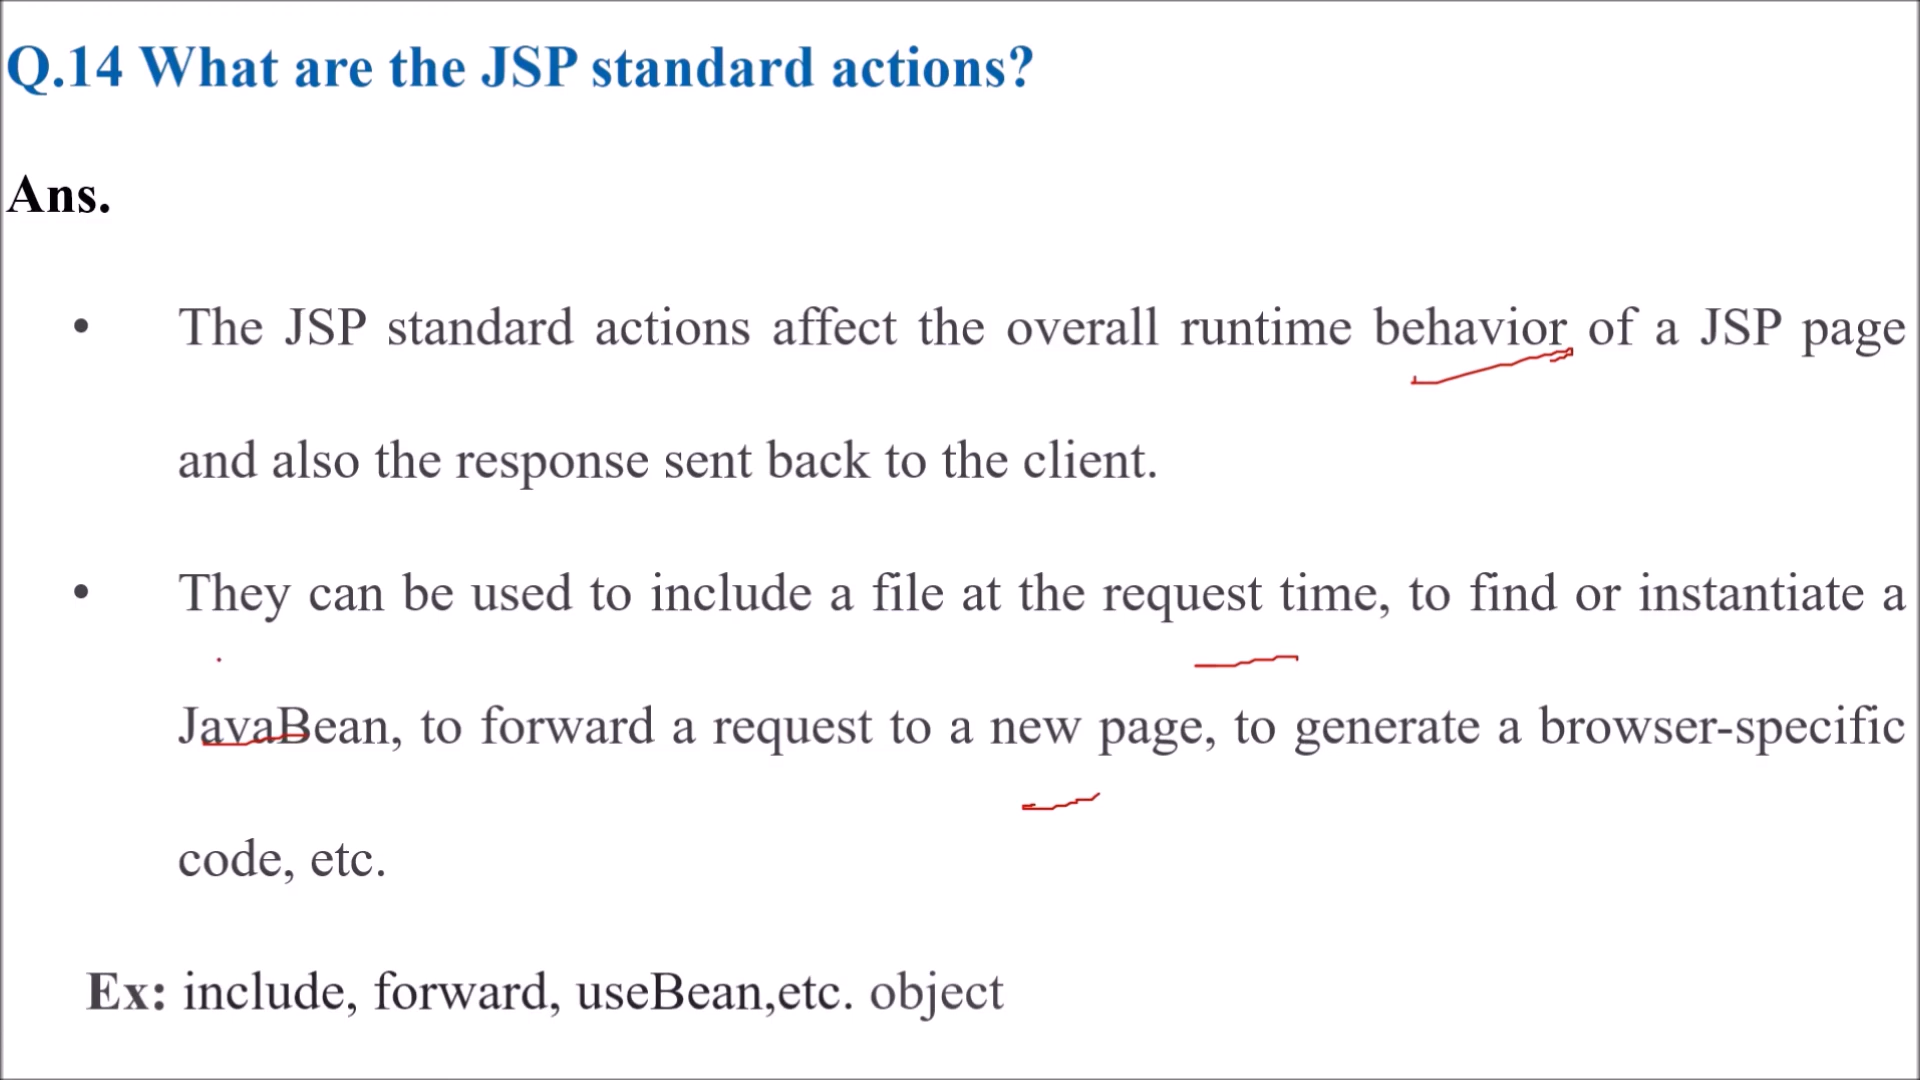 Q.14 What are the JSP standard actions?
Ans.
• The JSP standard actions affect the overall runtime behavior of a JSP page
and also the response sent back to the client.
• They can be used to include a file at the request time, to find or instantiate a
JavaBean, to forward a request to a new page, to generate a browser-specific
code, etc.
Ex: include, forward, useBean,etc. object